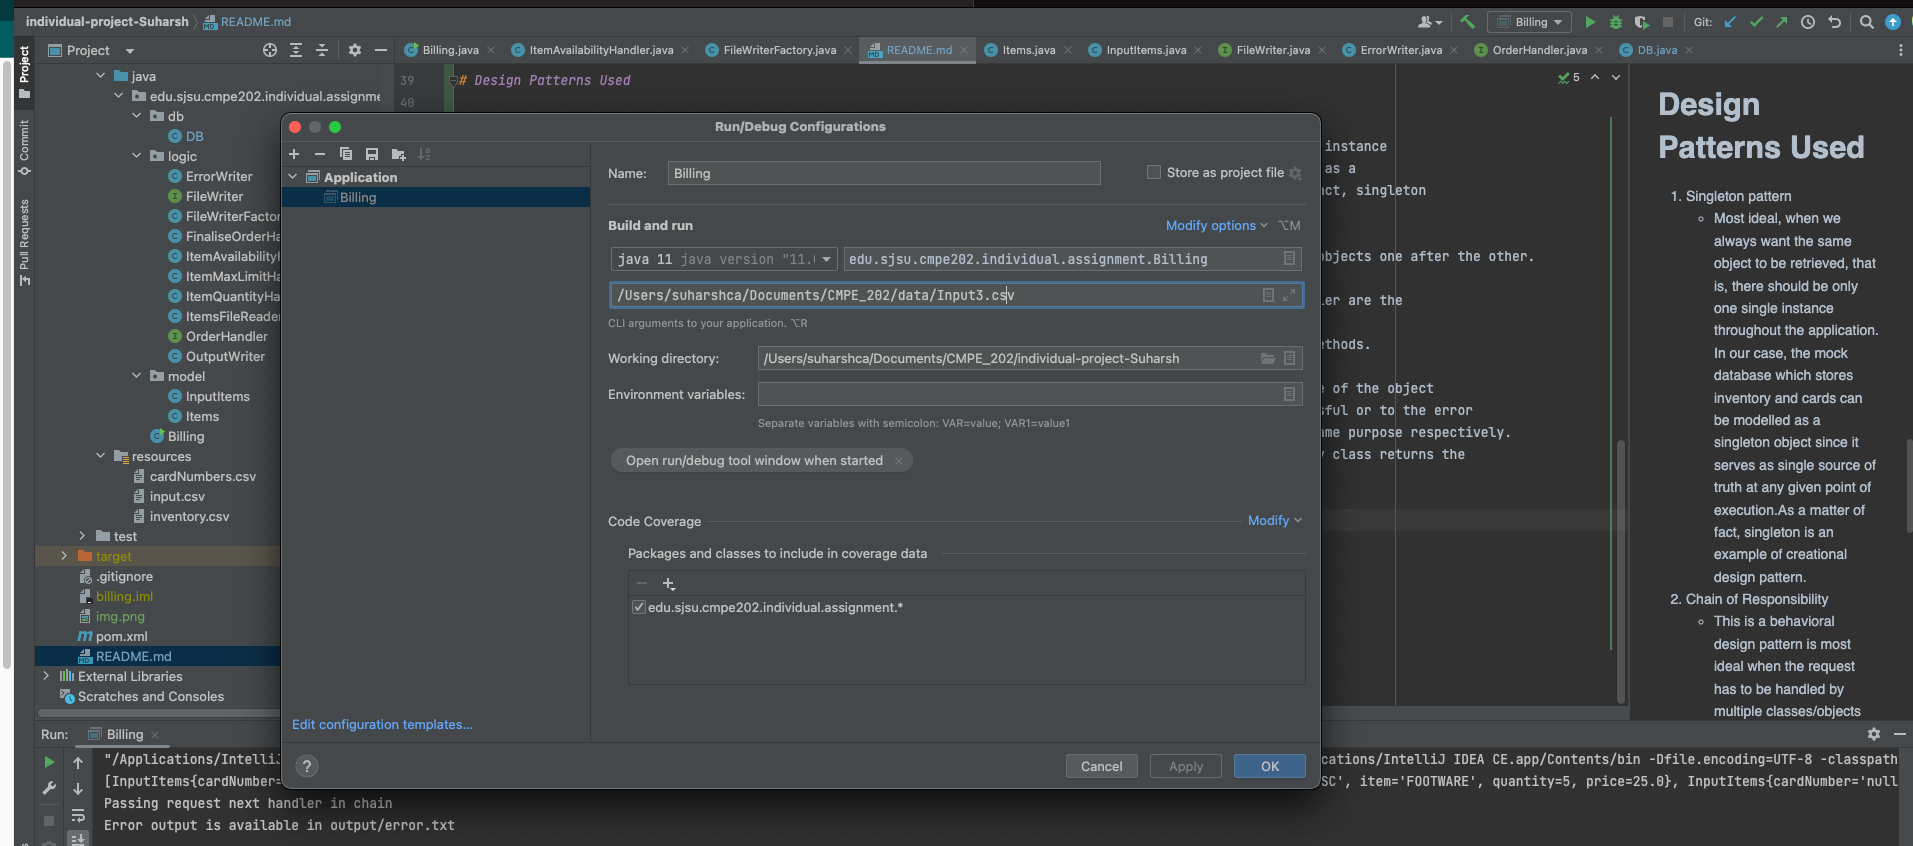 individual-project-Suharsh  README.md
Billing
Git:
Project
Billing.java
ItemAvailabilityHandler.java
FileWriterFactory.java
README.md
Items.java
InputItems.java
FileWriter.java
ErrorWriter.java
OrderHandler.java
DB.java
Project
Commit
Pull Requests
java
edu.sjsu.cmpe202.individual.assignme
db
DB
logic
ErrorWriter
FileWriter
FileWriterFactor
FinaliseOrderHa
ItemAvailabilityH
ItemMaxLimitHa
ItemQuantityHa
ItemsFileReade
OrderHandler
OutputWriter
model
InputItems
Items
Billing
resources
cardNumbers.csv
input.csv
inventory.csv
test
target
.gitignore
billing.iml
img.png
pom.xml
README.md
External Libraries
Scratches and Consoles
39 # Design Patterns Used
40
5
instance
as a
act, singleton
bjects one after the other.
ler are the
ethods.
e of the object
sful or to the error
ame purpose respectively.
y class returns the
Run/Debug Configurations
Application
Billing
Edit configuration templates...
Name: Billing
Store as project file
Build and run
Modify options ⌥M
java 11 java version "11.
edu.sjsu.cmpe202.individual.assignment.Billing
/Users/suharshca/Documents/CMPE_202/data/Input3.csv
CLI arguments to your application. ⌥R
Working directory: /Users/suharshca/Documents/CMPE_202/individual-project-Suharsh
Environment variables:
Separate variables with semicolon: VAR=value; VAR1=value1
Open run/debug tool window when started
Code Coverage
Modify
Packages and classes to include in coverage data
edu.sjsu.cmpe202.individual.assignment.*
?
Cancel
Apply
OK
Design
Patterns Used
1. Singleton pattern
Most ideal, when we
always want the same
object to be retrieved, that
is, there should be only
one single instance
throughout the application.
In our case, the mock
database which stores
inventory and cards can
be modelled as a
singleton object since it
serves as single source of
truth at any given point of
execution.As a matter of
fact, singleton is an
example of creational
design pattern.
2. Chain of Responsibility
This is a behavioral
design pattern is most
ideal when the request
has to be handled by
multiple classes/objects
Run: Billing
"/Applications/IntelliJ
cations/IntelliJ IDEA CE.app/Contents/bin -Dfile.encoding=UTF-8 -classpath
[InputItems{cardNumber=
SC', item='FOOTWARE', quantity=5, price=25.0}, InputItems{cardNumber='null
Passing request next handler in chain
Error output is available in output/error.txt